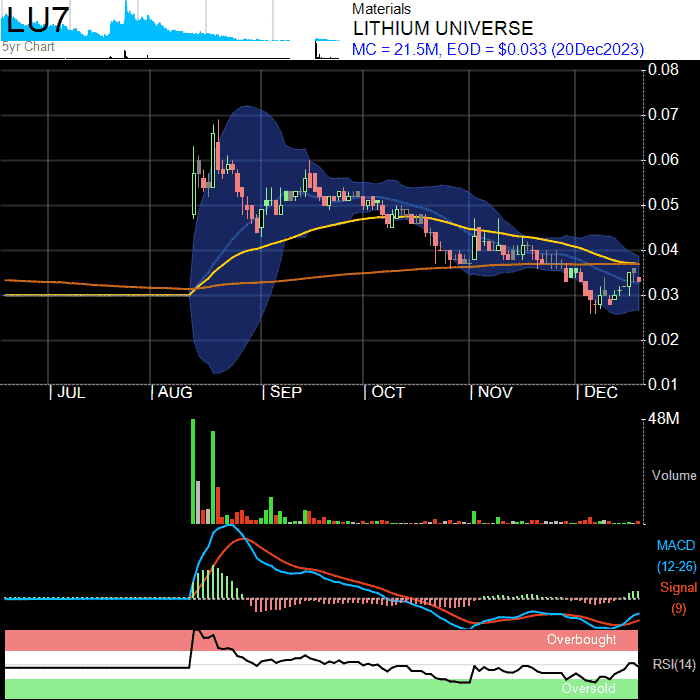 LU7
5yr Chart
Materials
LITHIUM UNIVERSE
MC = 21.5M, EOD = $0.033 (20Dec2023)
0.08
0.07
0.06
0.05
0.04
0.03
0.02
0.01
JUL AUG SEP OCT NOV DEC
48M
Volume
MACD
(12-26)
Signal
(9)
Overbought
RSI(14)
Oversold